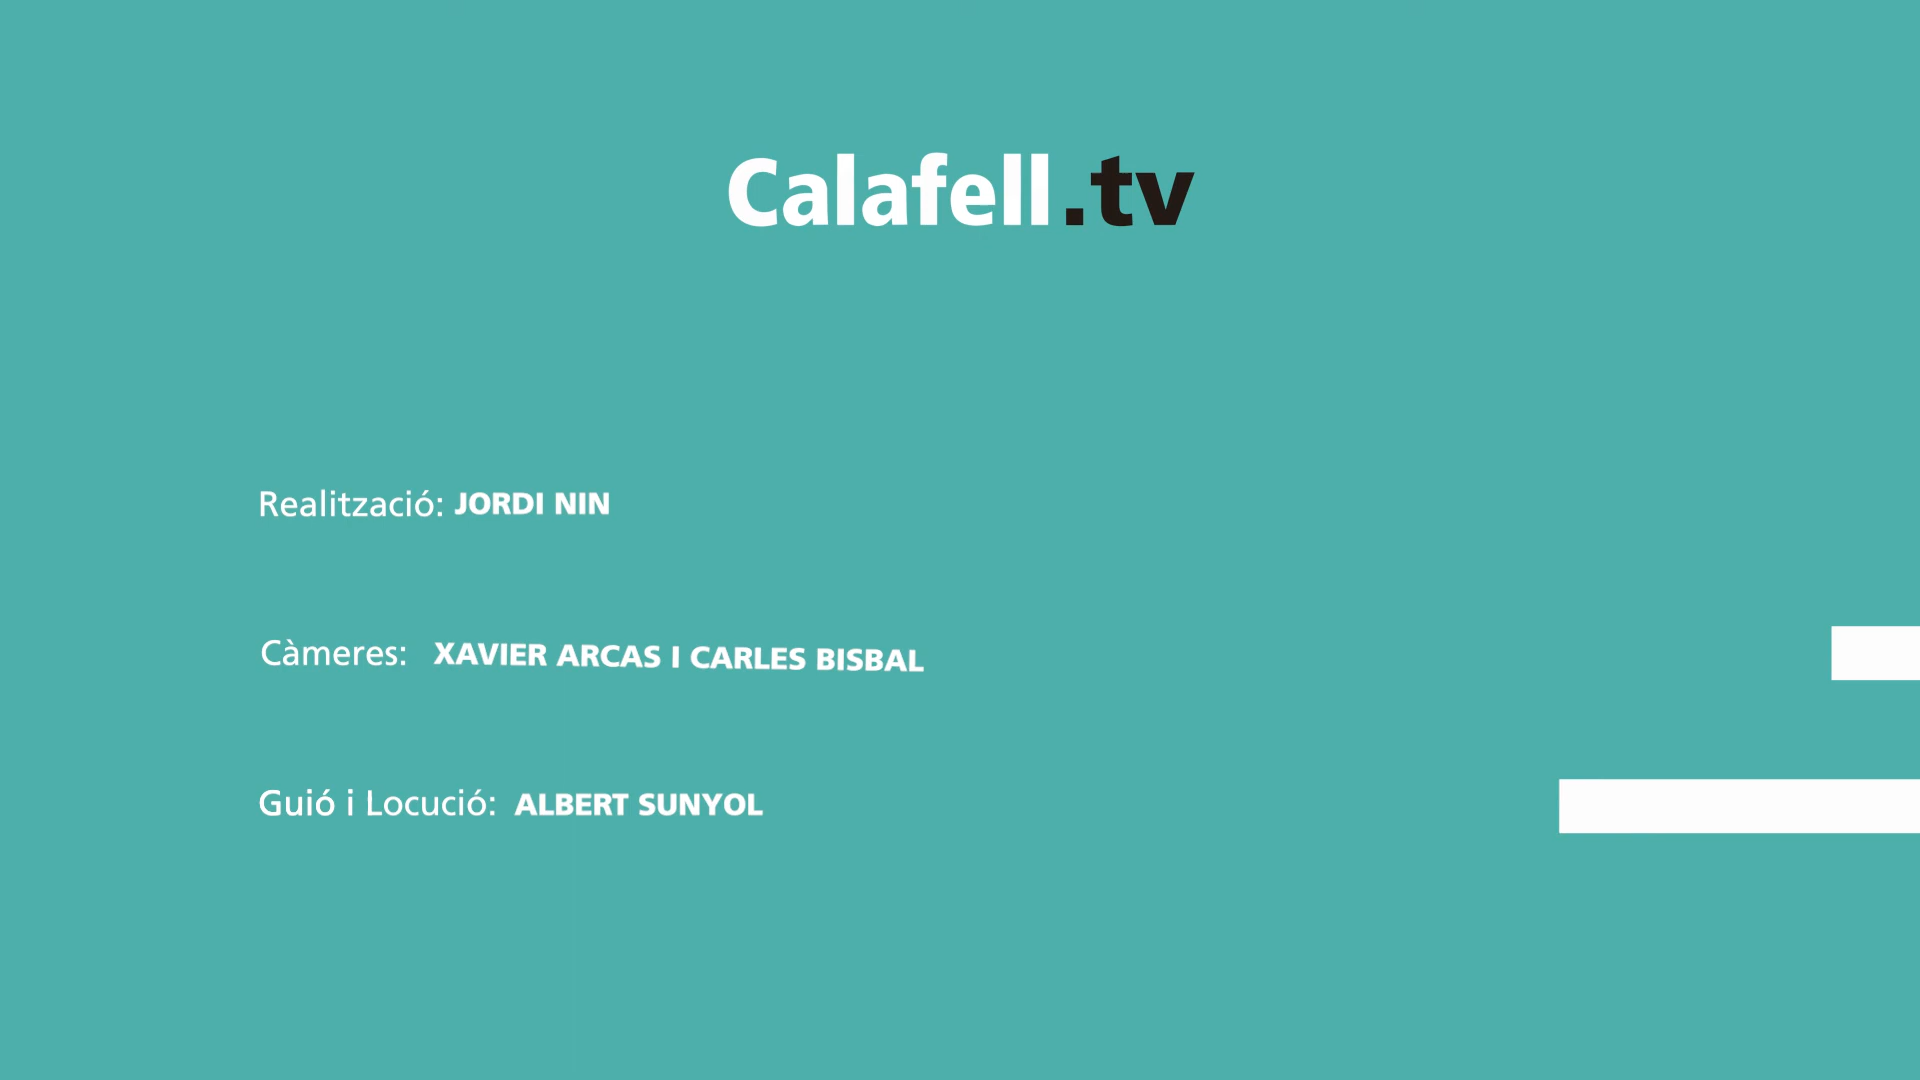 Calafell.tv
Realització: JORDI NIN
Càmeres: XAVIER ARCAS I CARLES BISBAL
Guió i Locució: ALBERT SUNYOL